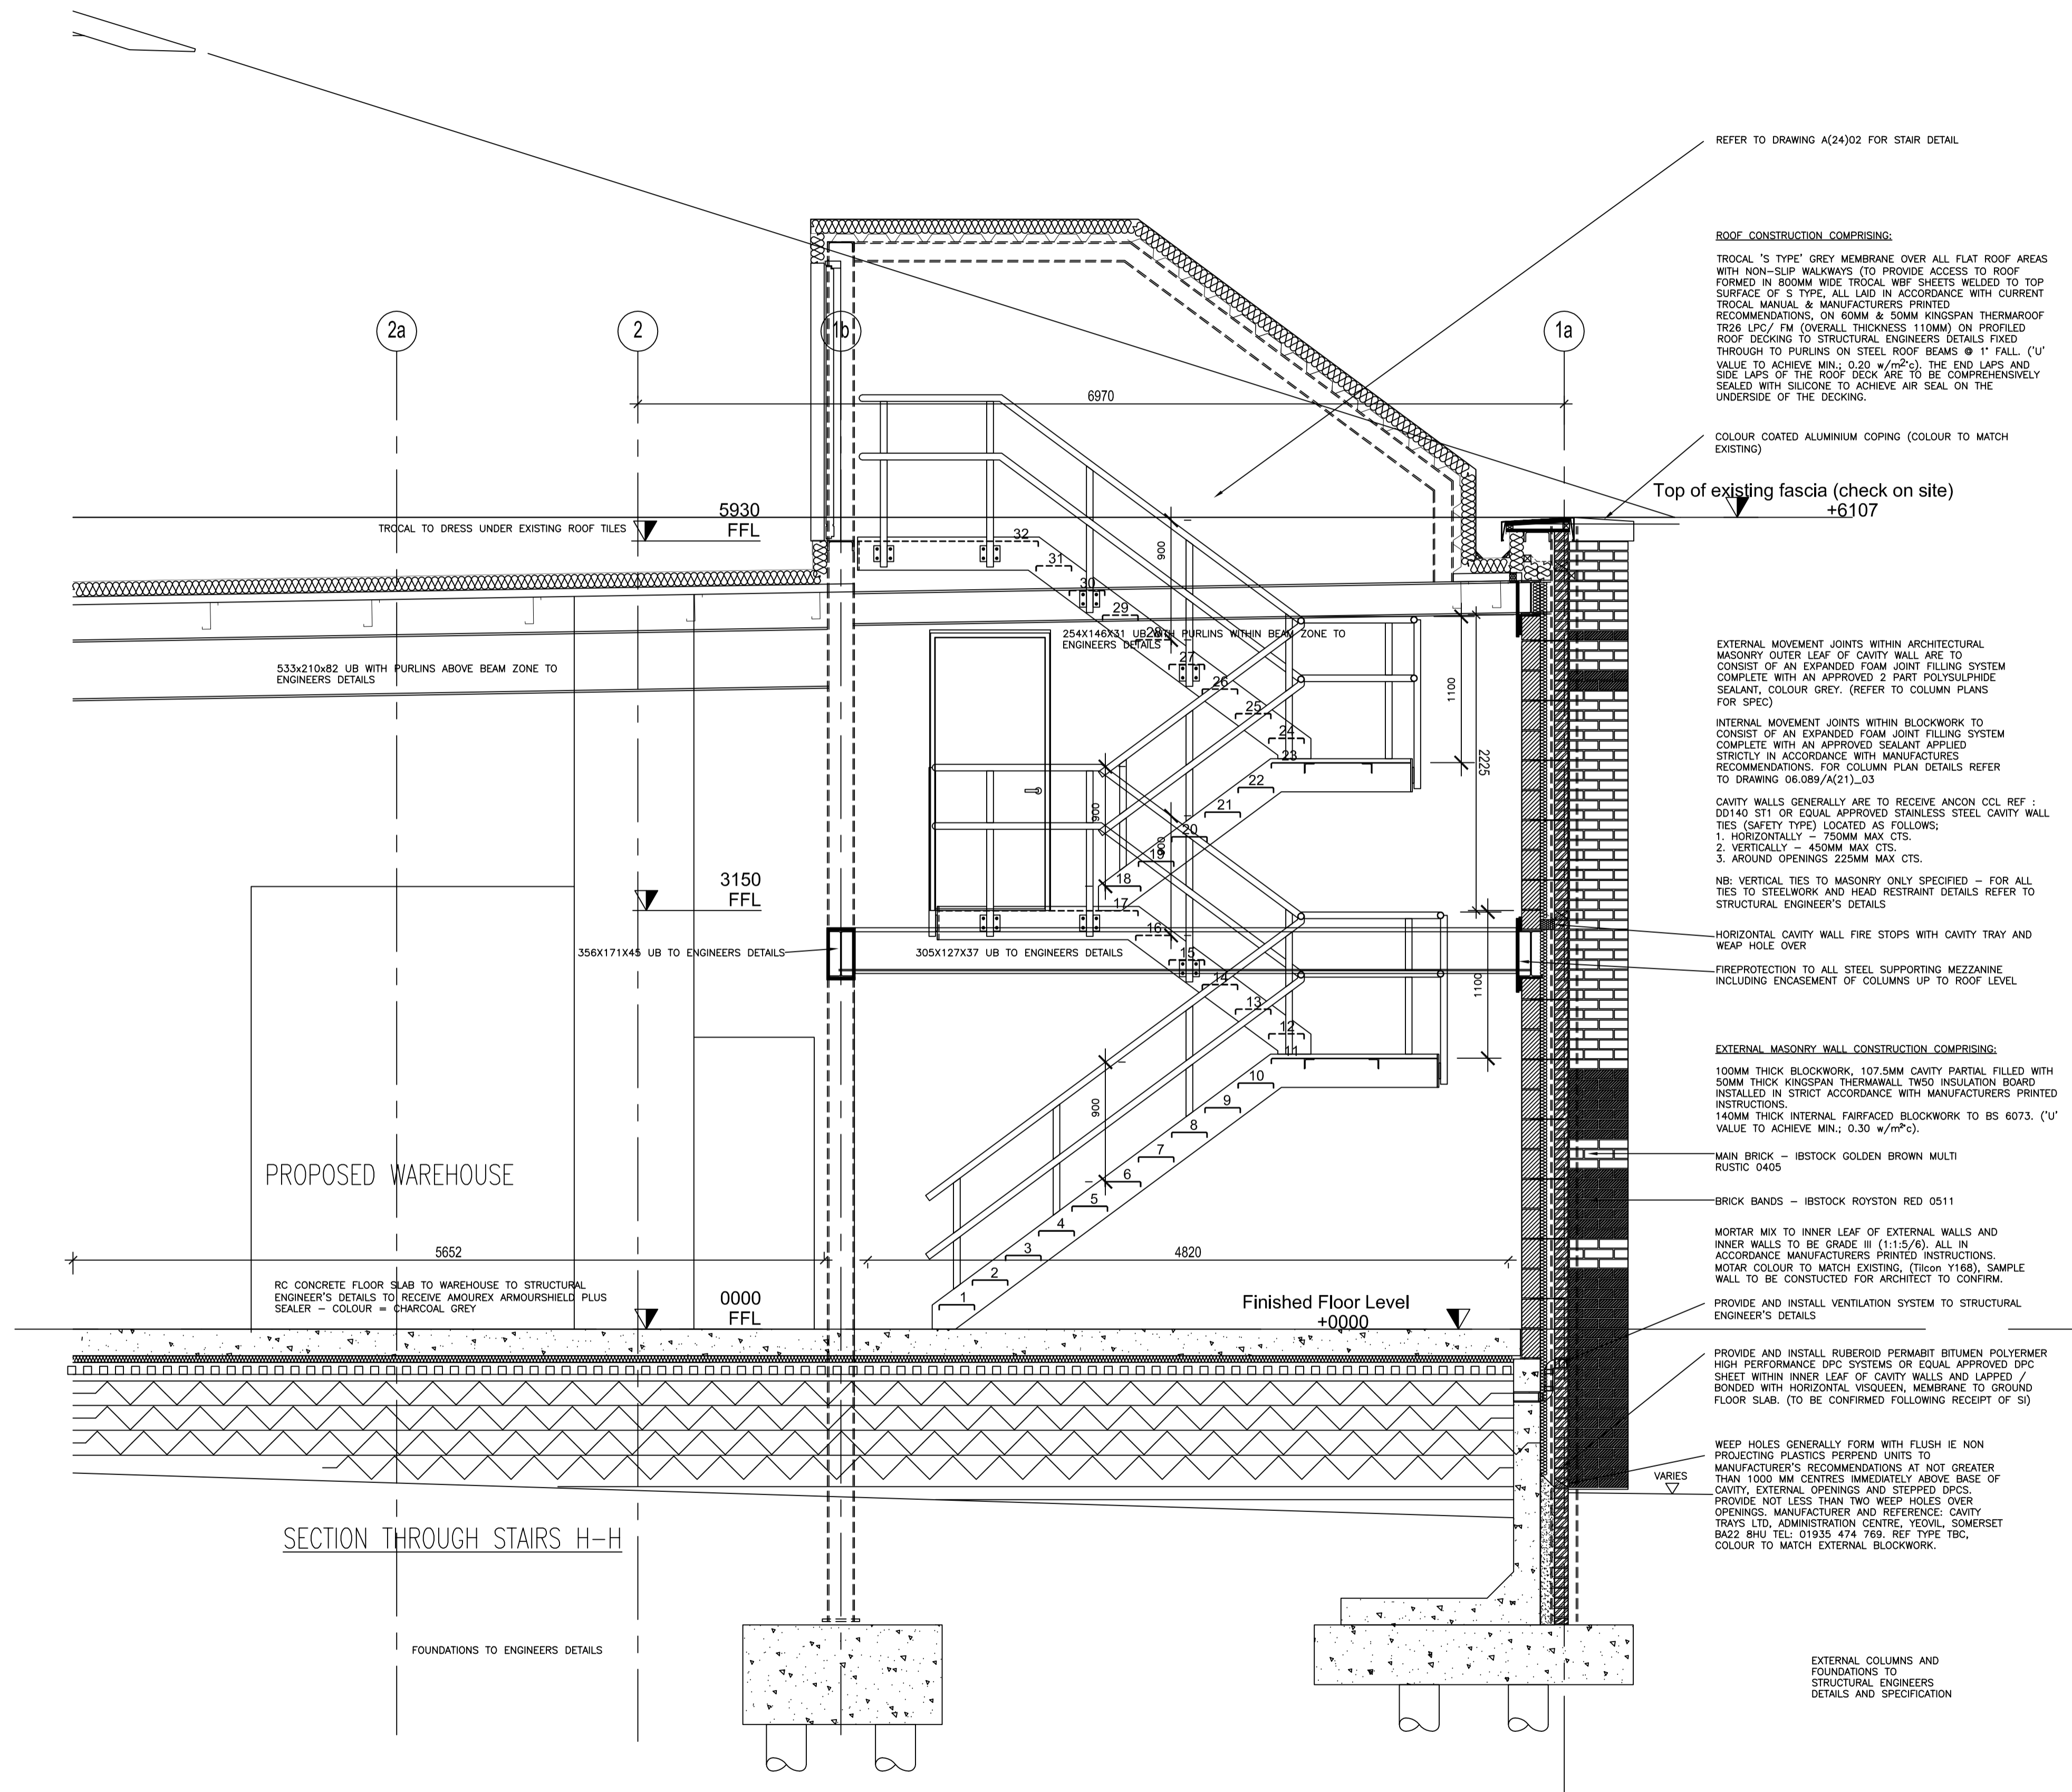 REFER TO DRAWING A(24)02 FOR STAIR DETAIL
ROOF CONSTRUCTION COMPRISING:
TROCAL 'S TYPE' GREY MEMBRANE OVER ALL FLAT ROOF AREAS
WITH NON-SLIP WALKWAYS (TO PROVIDE ACCESS TO ROOF
FORMED IN 800MM WIDE TROCAL WBF SHEETS WELDED TO TOP
SURFACE OF S TYPE, ALL LAID IN ACCORDANCE WITH CURRENT
TROCAL MANUAL & MANUFACTURERS PRINTED
RECOMMENDATIONS, ON 60MM & 50MM KINGSPAN THERMAROOF
TR26 LPC/ FM (OVERALL THICKNESS 110MM) ON PROFILED
ROOF DECKING TO STRUCTURAL ENGINEERS DETAILS FIXED
THROUGH TO PURLINS ON STEEL ROOF BEAMS @ 1° FALL. ('U'
VALUE TO ACHIEVE MIN.; 0.20 w/m²°c). THE END LAPS AND
SIDE LAPS OF THE ROOF DECK ARE TO BE COMPREHENSIVELY
SEALED WITH SILICONE TO ACHIEVE AIR SEAL ON THE
UNDERSIDE OF THE DECKING.
2a
2
1b
1a
6970
COLOUR COATED ALUMINIUM COPING (COLOUR TO MATCH
EXISTING)
Top of existing fascia (check on site)
+6107
5930
FFL
TROCAL TO DRESS UNDER EXISTING ROOF TILES
900
32
31
30
29
28
27
26
25
24
23
22
21
20
19
18
17
16
15
14
13
12
11
10
9
8
7
6
5
4
3
2
1
254X146X31 UB WITH PURLINS WITHIN BEAM ZONE TO
ENGINEERS DETAILS
533x210x82 UB WITH PURLINS ABOVE BEAM ZONE TO
ENGINEERS DETAILS
1100
2225
900
900
1100
900
EXTERNAL MOVEMENT JOINTS WITHIN ARCHITECTURAL
MASONRY OUTER LEAF OF CAVITY WALL ARE TO
CONSIST OF AN EXPANDED FOAM JOINT FILLING SYSTEM
COMPLETE WITH AN APPROVED 2 PART POLYSULPHIDE
SEALANT, COLOUR GREY. (REFER TO COLUMN PLANS
FOR SPEC)
INTERNAL MOVEMENT JOINTS WITHIN BLOCKWORK TO
CONSIST OF AN EXPANDED FOAM JOINT FILLING SYSTEM
COMPLETE WITH AN APPROVED SEALANT APPLIED
STRICTLY IN ACCORDANCE WITH MANUFACTURES
RECOMMENDATIONS. FOR COLUMN PLAN DETAILS REFER
TO DRAWING 06.089/A(21)_03
CAVITY WALLS GENERALLY ARE TO RECEIVE ANCON CCL REF :
DD140 ST1 OR EQUAL APPROVED STAINLESS STEEL CAVITY WALL
TIES (SAFETY TYPE) LOCATED AS FOLLOWS;
1. HORIZONTALLY – 750MM MAX CTS.
2. VERTICALLY – 450MM MAX CTS.
3. AROUND OPENINGS 225MM MAX CTS.
NB: VERTICAL TIES TO MASONRY ONLY SPECIFIED – FOR ALL
TIES TO STEELWORK AND HEAD RESTRAINT DETAILS REFER TO
STRUCTURAL ENGINEER'S DETAILS
3150
FFL
356X171X45 UB TO ENGINEERS DETAILS
305X127X37 UB TO ENGINEERS DETAILS
HORIZONTAL CAVITY WALL FIRE STOPS WITH CAVITY TRAY AND
WEAP HOLE OVER
FIREPROTECTION TO ALL STEEL SUPPORTING MEZZANINE
INCLUDING ENCASEMENT OF COLUMNS UP TO ROOF LEVEL
EXTERNAL MASONRY WALL CONSTRUCTION COMPRISING:
100MM THICK BLOCKWORK, 107.5MM CAVITY PARTIAL FILLED WITH
50MM THICK KINGSPAN THERMAWALL TW50 INSULATION BOARD
INSTALLED IN STRICT ACCORDANCE WITH MANUFACTURERS PRINTED
INSTRUCTIONS.
140MM THICK INTERNAL FAIRFACED BLOCKWORK TO BS 6073. ('U'
VALUE TO ACHIEVE MIN.; 0.30 w/m²°c).
MAIN BRICK – IBSTOCK GOLDEN BROWN MULTI
RUSTIC 0405
BRICK BANDS – IBSTOCK ROYSTON RED 0511
MORTAR MIX TO INNER LEAF OF EXTERNAL WALLS AND
INNER WALLS TO BE GRADE III (1:1:5/6). ALL IN
ACCORDANCE MANUFACTURERS PRINTED INSTRUCTIONS.
MOTAR COLOUR TO MATCH EXISTING, (Tilcon Y168), SAMPLE
WALL TO BE CONSTUCTED FOR ARCHITECT TO CONFIRM.
PROPOSED WAREHOUSE
5652
4820
RC CONCRETE FLOOR SLAB TO WAREHOUSE TO STRUCTURAL
ENGINEER'S DETAILS TO RECEIVE AMOUREX ARMOURSHIELD PLUS
SEALER – COLOUR = CHARCOAL GREY
0000
FFL
Finished Floor Level
+0000
PROVIDE AND INSTALL VENTILATION SYSTEM TO STRUCTURAL
ENGINEER'S DETAILS
PROVIDE AND INSTALL RUBEROID PERMABIT BITUMEN POLYERMER
HIGH PERFORMANCE DPC SYSTEMS OR EQUAL APPROVED DPC
SHEET WITHIN INNER LEAF OF CAVITY WALLS AND LAPPED /
BONDED WITH HORIZONTAL VISQUEEN, MEMBRANE TO GROUND
FLOOR SLAB. (TO BE CONFIRMED FOLLOWING RECEIPT OF SI)
WEEP HOLES GENERALLY FORM WITH FLUSH IE NON
PROJECTING PLASTICS PERPEND UNITS TO
MANUFACTURER'S RECOMMENDATIONS AT NOT GREATER
THAN 1000 MM CENTRES IMMEDIATELY ABOVE BASE OF
CAVITY, EXTERNAL OPENINGS AND STEPPED DPCS.
PROVIDE NOT LESS THAN TWO WEEP HOLES OVER
OPENINGS. MANUFACTURER AND REFERENCE: CAVITY
TRAYS LTD, ADMINISTRATION CENTRE, YEOVIL, SOMERSET
BA22 8HU TEL: 01935 474 769. REF TYPE TBC,
COLOUR TO MATCH EXTERNAL BLOCKWORK.
VARIES
SECTION THROUGH STAIRS H-H
FOUNDATIONS TO ENGINEERS DETAILS
EXTERNAL COLUMNS AND
FOUNDATIONS TO
STRUCTURAL ENGINEERS
DETAILS AND SPECIFICATION